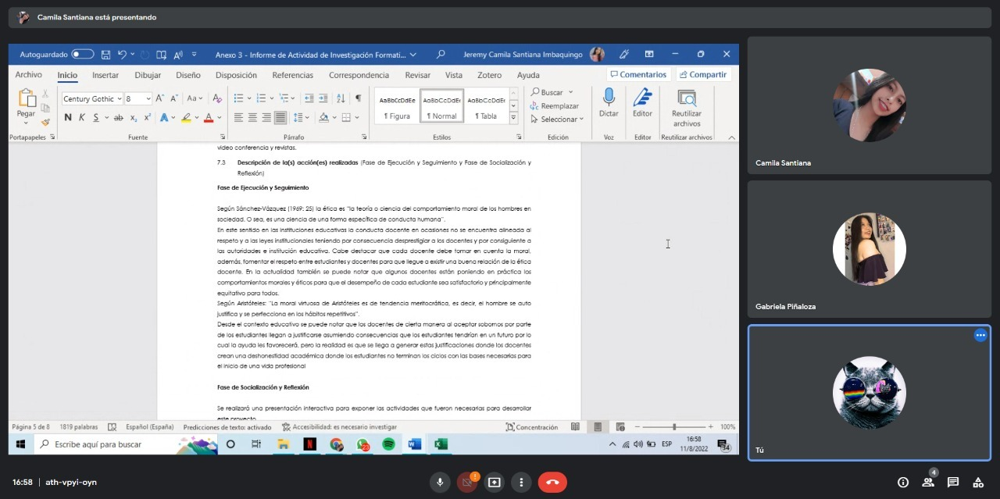 Camila Santiana está presentando
Autoguardado
Anexo 3 - Informe de Actividad de Investigación Formati...
Jeremy Camila Santiana Imbaquingo
Archivo Inicio Insertar Dibujar Diseño Disposición Referencias Correspondencia Revisar Vista Zotero Ayuda
Comentarios Compartir
Pegar
Century Gothic 8
Aa
N K S ab x₂ x² A A
AaBbCcDdEe AaBbCcDdEe AaBbCcDdEe
¶ Figura ¶ Normal ¶ Tabla
Buscar
Reemplazar
Seleccionar
Dictar
Editor
Reutilizar
archivos
Portapapeles Fuente Párrafo Estilos Edición Voz Editor Reutilizar archivos
video conferencia y revistas.
7.3 Descripción de la(s) acción(es) realizadas (Fase de Ejecución y Seguimiento y Fase de Socialización y
Reflexión)
Fase de Ejecución y Seguimiento
Según Sánchez-Vázquez (1969: 25) la ética es "la teoría o ciencia del comportamiento moral de los hombres en
sociedad. O sea, es una ciencia de una forma específica de conducta humana".
En este sentido en las instituciones educativas la conducta docente en ocasiones no se encuentra alineada al
respeto y a las leyes institucionales teniendo por consecuencia desprestigiar a los docentes y por consiguiente a
las autoridades e institución educativa. Cabe destacar que cada docente debe tomar en cuenta la moral,
además, fomentar el respeto entre estudiantes y docentes para que llegue a existir una buena relación de la ética
docente. En la actualidad también se puede notar que algunos docentes están poniendo en práctica los
comportamientos morales y éticos para que el desempeño de cada estudiante sea satisfactorio y principalmente
equitativo para todos.
Según Aristóteles: "La moral virtuosa de Aristóteles es de tendencia meritocrática, es decir, el hombre se auto
justifica y se perfecciona en los hábitos repetitivos".
Desde el contexto educativo se puede notar que los docentes de cierta manera al aceptar sobornos por parte
de los estudiantes llegan a justificarse asumiendo consecuencias que los estudiantes tendrían en un futuro por lo
cual la ayuda les favorecerá, pero la realidad es que se llega a generar estas justificaciones donde los docentes
crean una deshonestidad académica donde los estudiantes no terminan los ciclos con las bases necesarias para
el inicio de una vida profesional
Fase de Socialización y Reflexión
Se realizará una presentación interactiva para exponer las actividades que fueron necesarias para desarrollar
este proyecto
Página 5 de 8 1819 palabras Español (España) Predicciones de texto: activado Accesibilidad: es necesario investigar Concentración 100%
Escribe aquí para buscar
23
ESP
16:58
11/8/2022
34
Camila Santiana
Gabriela Piñaloza
Tú
16:58 | ath-vpyi-oyn
4